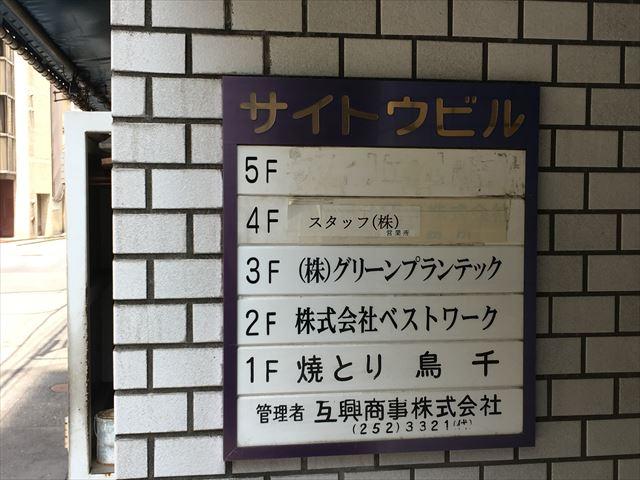 サイトウビル
5F
4F スタッフ(株)
営業所
3F (株)グリーンプランテック
2F 株式会社ベストワーク
1F 焼とり 鳥千
管理者 互興商事株式会社
(252)3321(代)